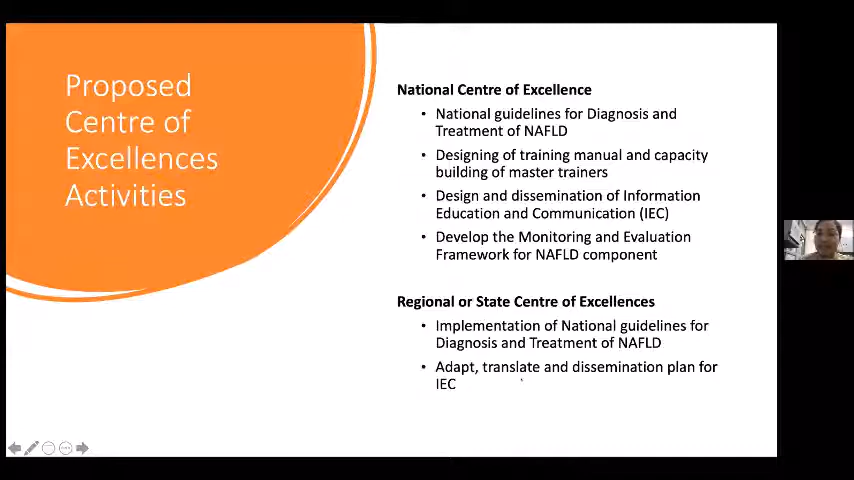 Proposed
Centre of
Excellences
Activities
National Centre of Excellence
• National guidelines for Diagnosis and
Treatment of NAFLD
• Designing of training manual and capacity
building of master trainers
• Design and dissemination of Information
Education and Communication (IEC)
• Develop the Monitoring and Evaluation
Framework for NAFLD component
Regional or State Centre of Excellences
• Implementation of National guidelines for
Diagnosis and Treatment of NAFLD
• Adapt, translate and dissemination plan for
IEC